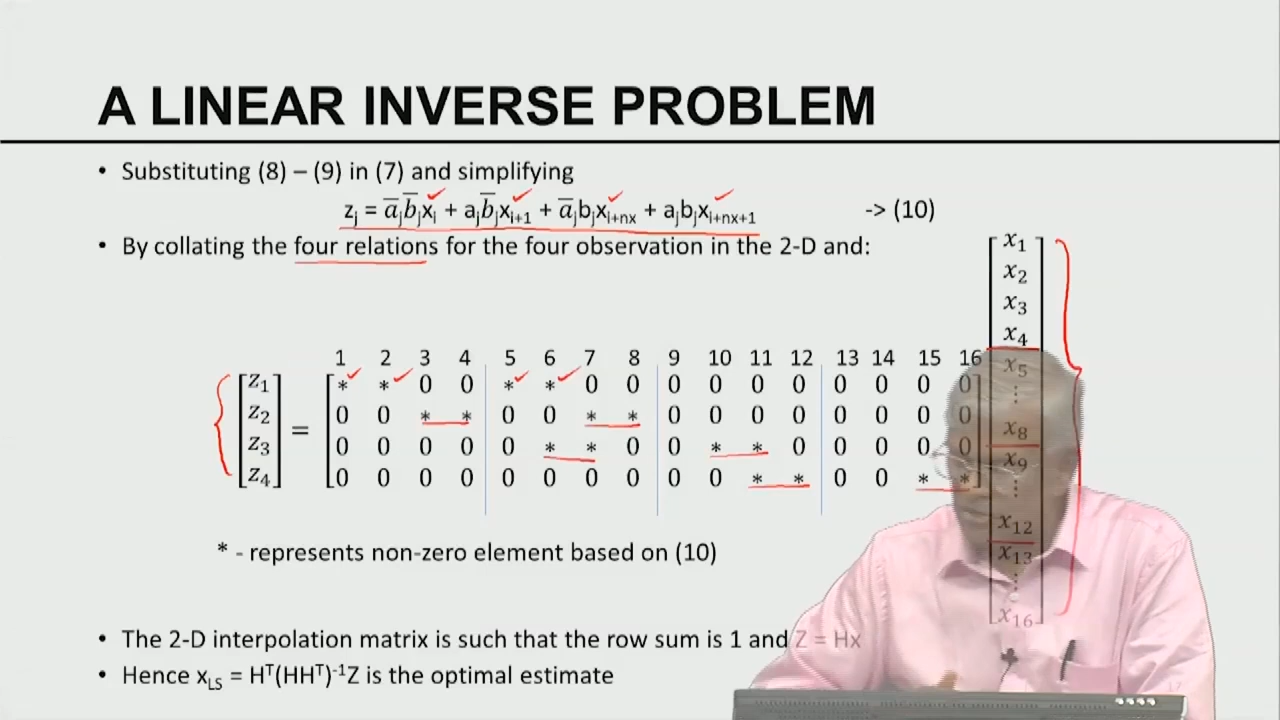 A LINEAR INVERSE PROBLEM
• Substituting (8) – (9) in (7) and simplifying
z_j = a̅_j b̅_j x_i + a_j b̅_j x_{i+1} + a̅_j b_j x_{i+nx} + a_j b_j x_{i+nx+1} -> (10)
• By collating the four relations for the four observation in the 2-D and:
1 2 3 4 5 6 7 8 9 10 11 12 13 14 15 16
z_1 * * 0 0 * * 0 0 0 0 0 0 0 0 0 0
z_2 0 0 * * 0 0 * * 0 0 0 0 0 0 0 0
z_3 = 0 0 0 0 0 * * 0 0 * * 0 0 0 0 0
z_4 0 0 0 0 0 0 0 0 0 0 * * 0 0 * *
x_1
x_2
x_3
x_4
x_5
⋮
x_8
x_9
⋮
x_12
x_13
⋮
x_16
* - represents non-zero element based on (10)
• The 2-D interpolation matrix is such that the row sum is 1 and Z = Hx
• Hence x_LS = H^T(HH^T)^-1Z is the optimal estimate
17